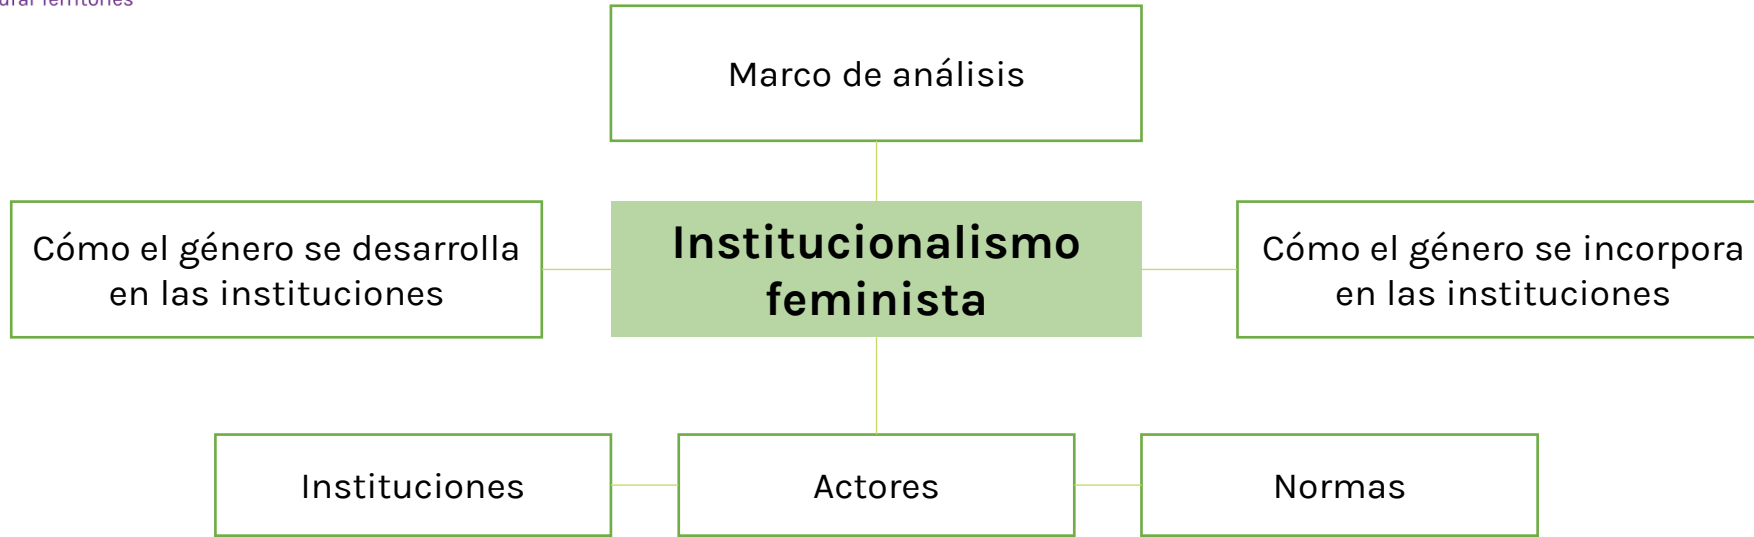 Territories
Marco de análisis
Cómo el género se desarrolla
en las instituciones
Institucionalismo
feminista
Cómo el género se incorpora
en las instituciones
Instituciones
Actores
Normas